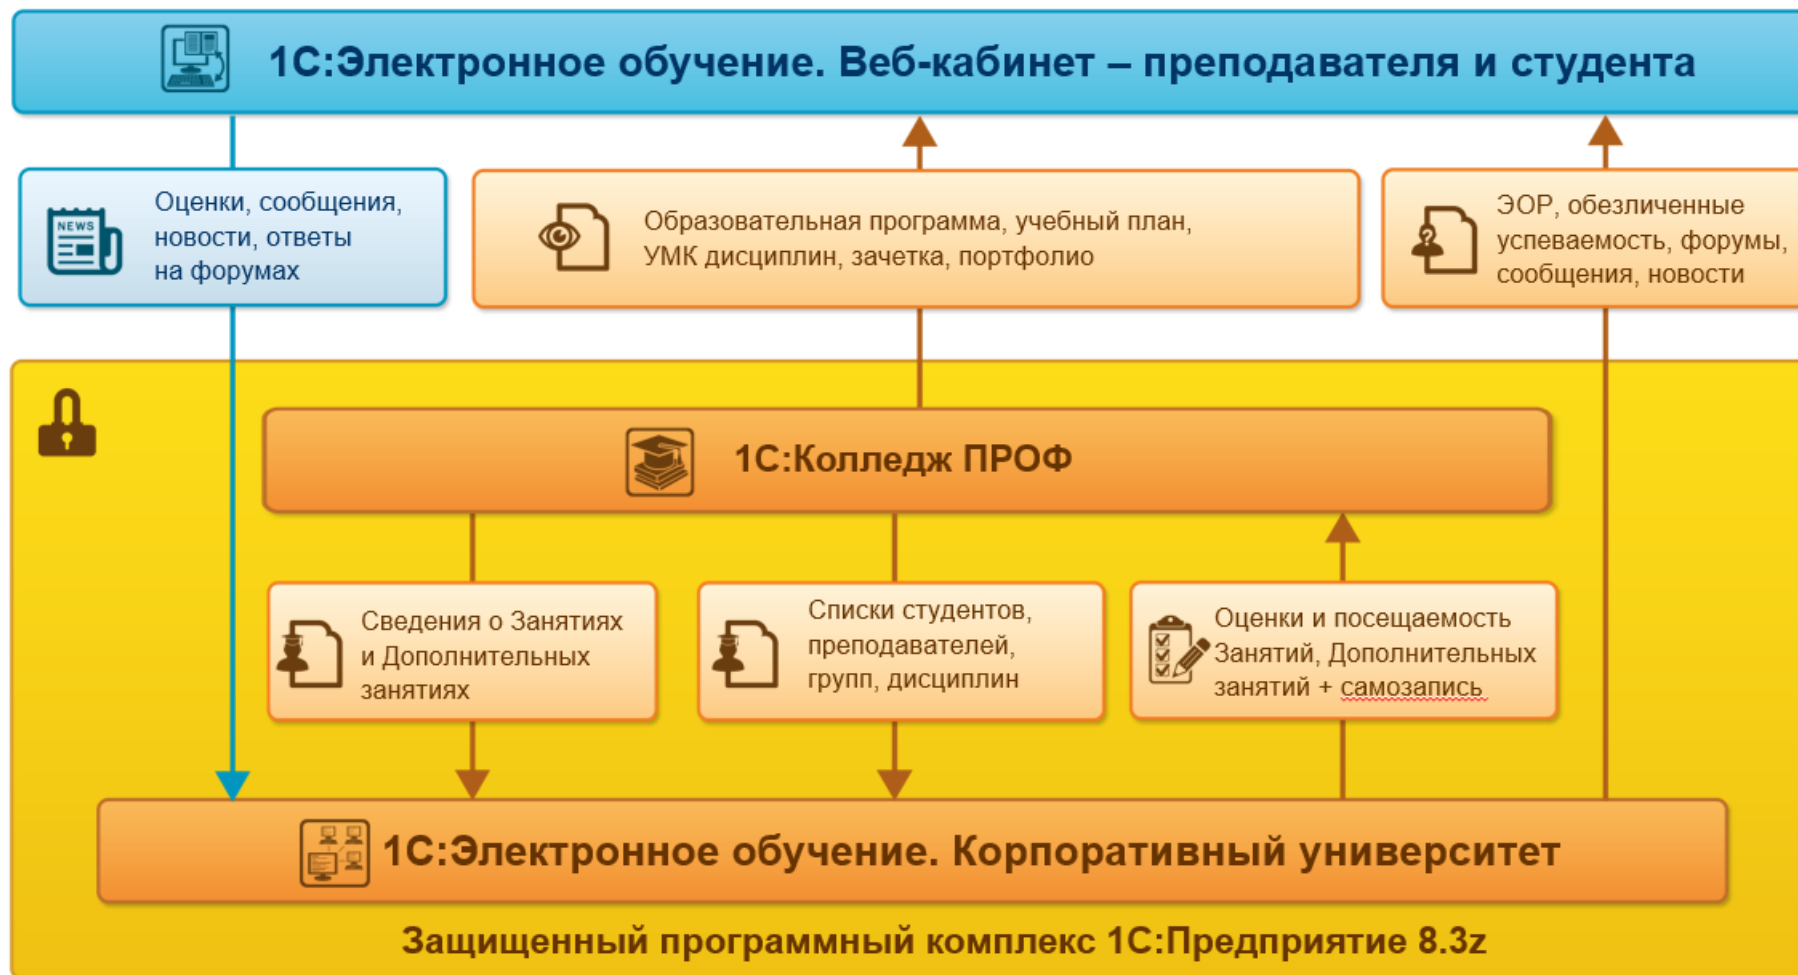 1С:Электронное обучение. Веб-кабинет – преподавателя и студента
Оценки, сообщения,
новости, ответы
на форумах
NEWS
Образовательная программа, учебный план,
УМК дисциплин, зачетка, портфолио
ЭОР, обезличенные
успеваемость, форумы,
сообщения, новости
1С:Колледж ПРОФ
Сведения о Занятиях
и Дополнительных
занятиях
Списки студентов,
преподавателей,
групп, дисциплин
Оценки и посещаемость
Занятий, Дополнительных
занятий + самозапись
1С:Электронное обучение. Корпоративный университет
Защищенный программный комплекс 1С:Предприятие 8.3z